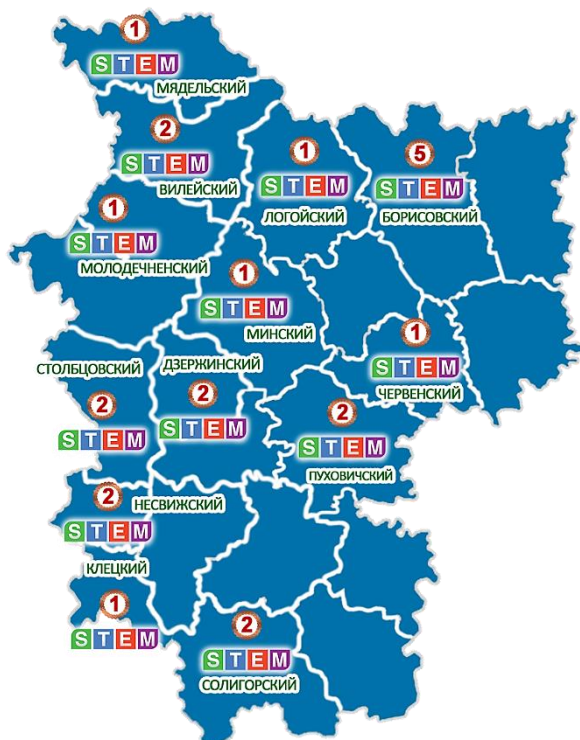 1
STEM
МЯДЕЛЬСКИЙ
2
STEM
ВИЛЕЙСКИЙ
1
STEM
ЛОГОЙСКИЙ
5
STEM
БОРИСОВСКИЙ
1
STEM
МОЛОДЕЧНЕНСКИЙ
1
STEM
МИНСКИЙ
1
STEM
ЧЕРВЕНСКИЙ
СТОЛБЦОВСКИЙ
2
STEM
ДЗЕРЖИНСКИЙ
2
STEM
2
STEM
ПУХОВИЧСКИЙ
2
НЕСВИЖСКИЙ
STEM
КЛЕЦКИЙ
1
STEM
2
STEM
СОЛИГОРСКИЙ